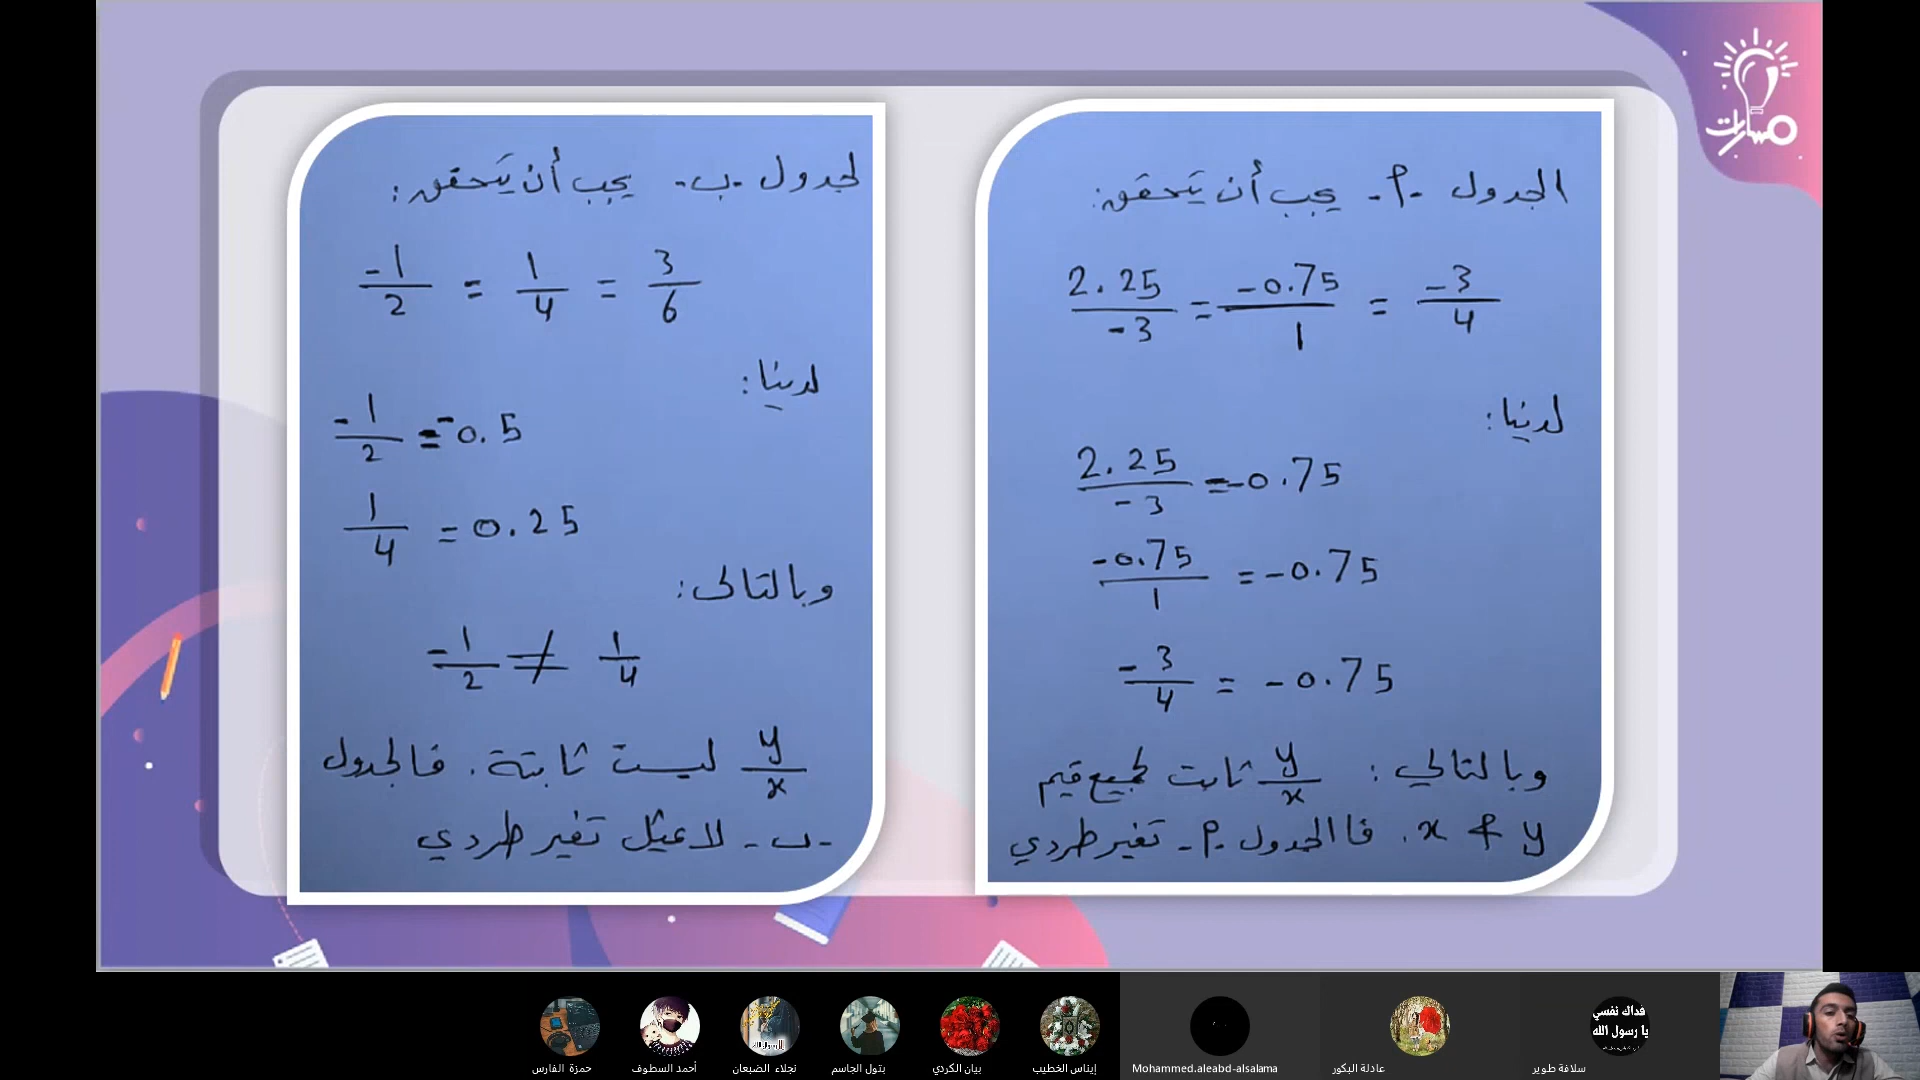 مسارات
الجدول -أ- يجب أن يتحقق:
2.25/-3 = -0.75/1 = -3/4
لدينا:
2.25/-3 = -0.75
-0.75/1 = -0.75
-3/4 = -0.75
وبالتالي: y/x ثابت لجميع قيم
y و x. فاالجدول -أ- تغير طردي
لجدول -ب- يجب أن يتحقق:
-1/2 = 1/4 = 3/6
لدينا:
-1/2 = -0.5
1/4 = 0.25
وبالتالى:
-1/2 ≠ 1/4
y/x ليست ثابتة. فالجدول
-ب- لا يمثل تغير طردي
حمزة الفارس
أحمد السطوف
نجلاء الضبعان
بتول الجاسم
بيان الكردي
إيناس الخطيب
Mohammed.aleabd-alsalama
عادلة البكور
فداك نفسي
يا رسول الله
سلافة طوير